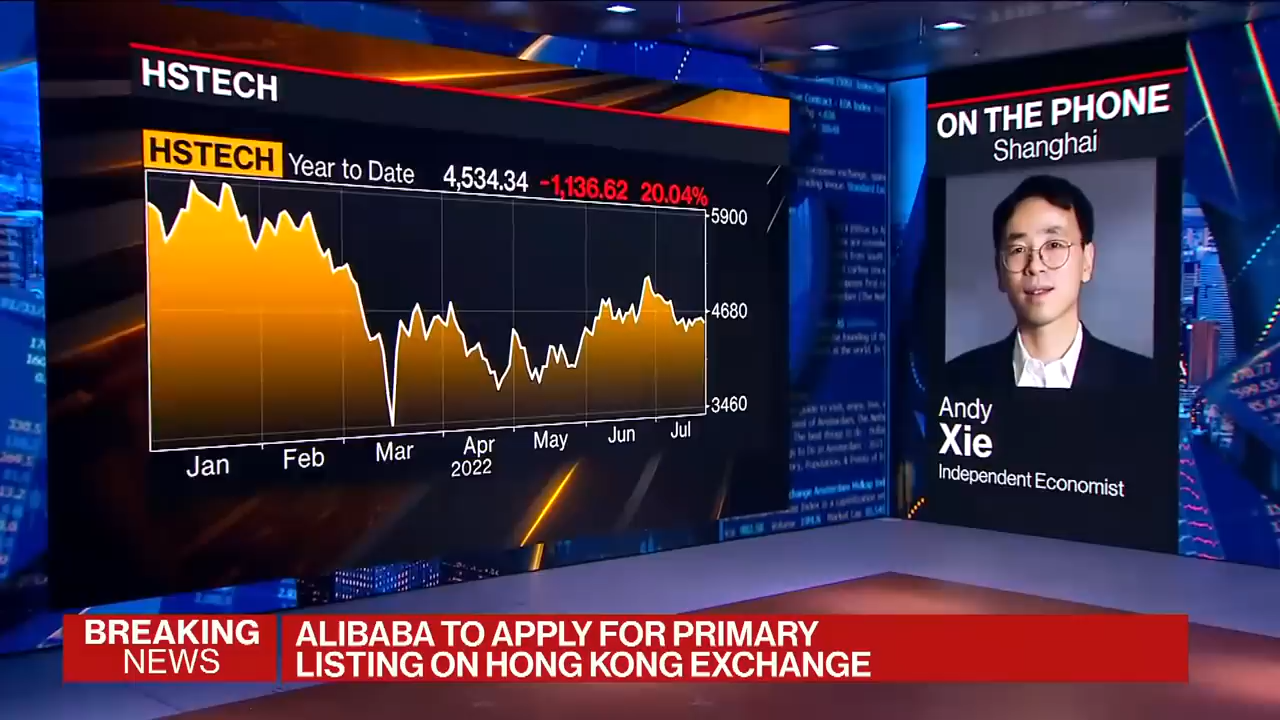 HSTECH
HSTECH Year to Date 4,534.34 -1,136.62 20.04%
5900
4680
3460
Jan Feb Mar Apr May Jun Jul
2022
ON THE PHONE
Shanghai
Andy
Xie
Independent Economist
BREAKING
NEWS
ALIBABA TO APPLY FOR PRIMARY
LISTING ON HONG KONG EXCHANGE